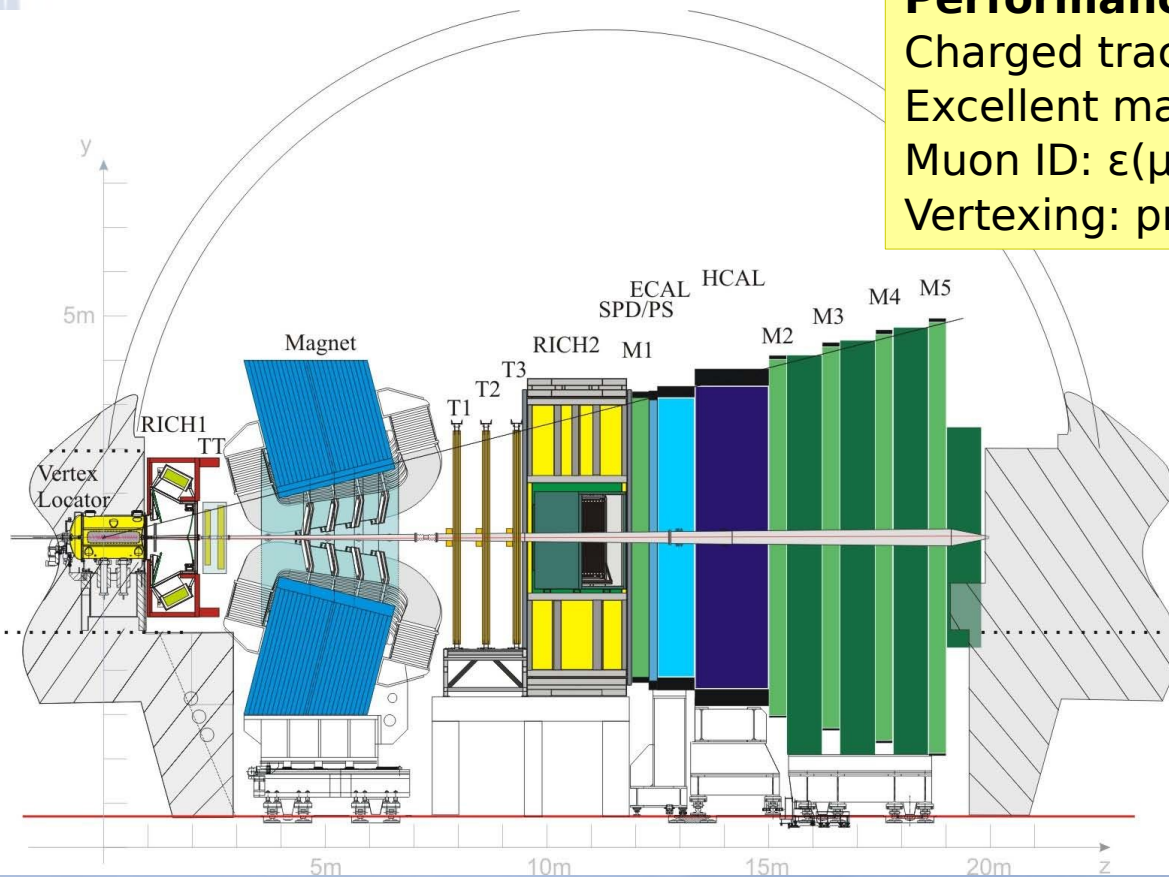 Performanc
Charged trac
Excellent ma
Muon ID: ε(μ
Vertexing: pr
y
5m
HCAL
ECAL
SPD/PS
M5
M4
M3
M2
M1
RICH2
Magnet
T3
T2
T1
RICH1
TT
Vertex
Locator
5m
10m
15m
20m
z